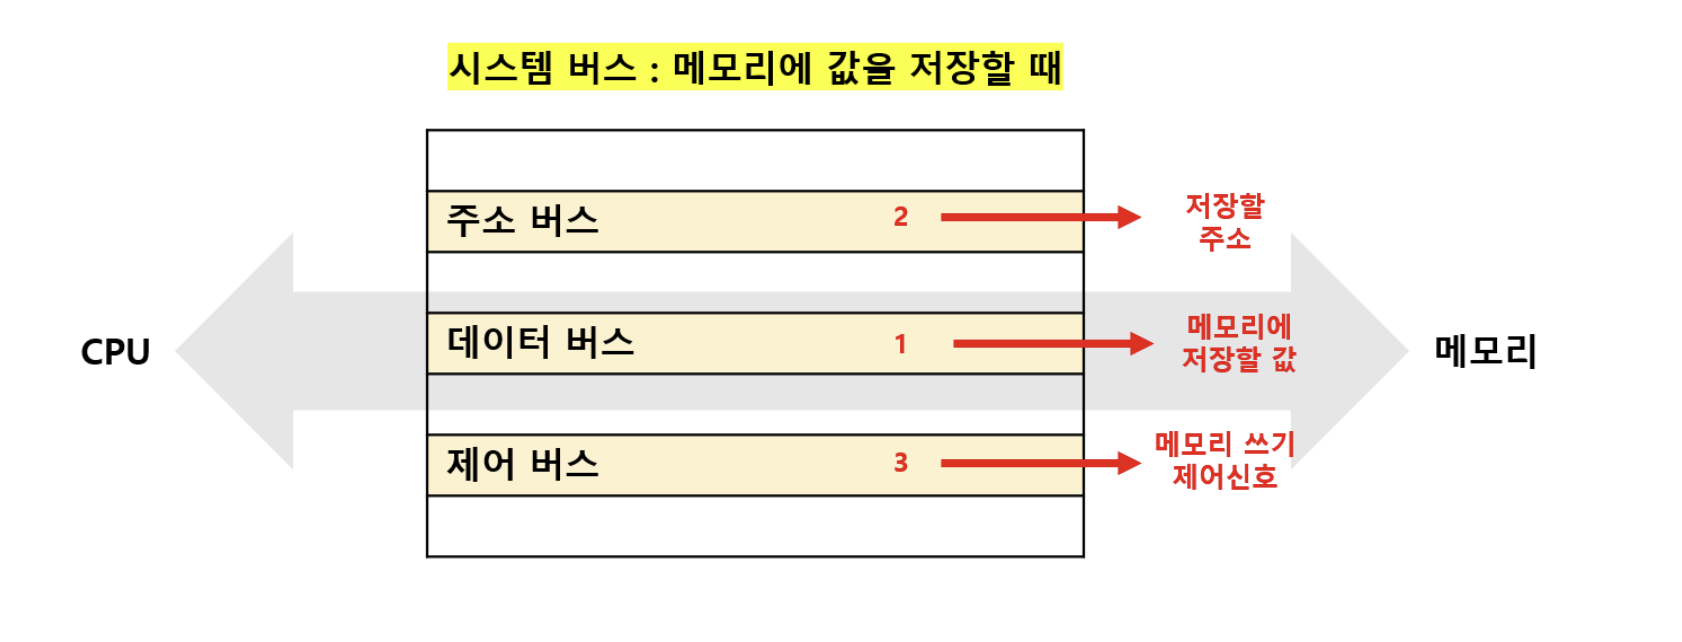 시스템 버스 : 메모리에 값을 저장할 때
주소 버스 2
저장할
주소
CPU
데이터 버스 1
메모리에
저장할 값
메모리
제어 버스 3
메모리 쓰기
제어신호